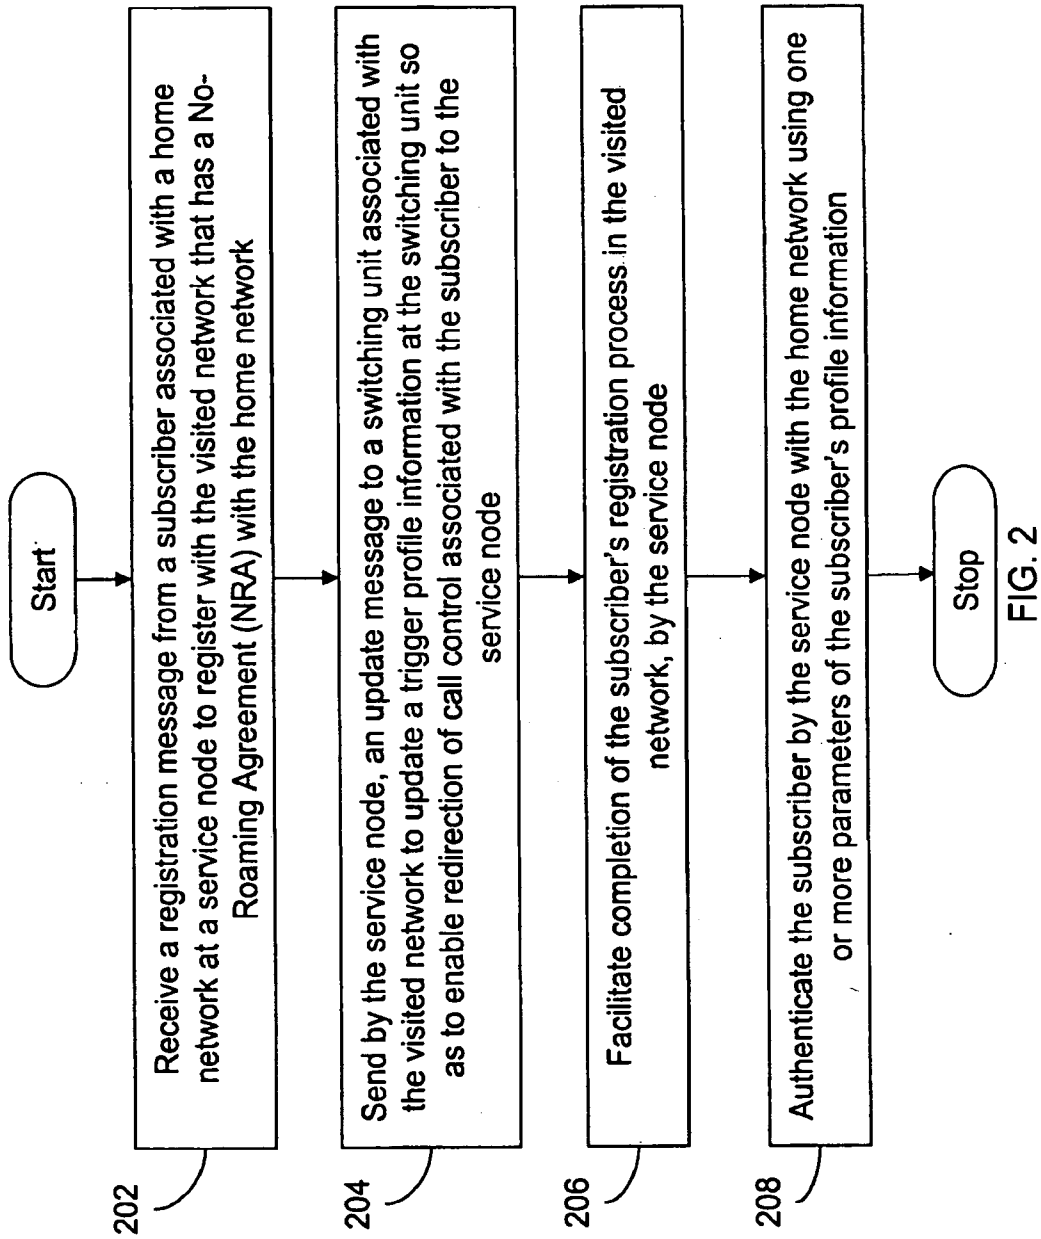 Start
202
Receive a registration message from a subscriber associated with a home
network at a service node to register with the visited network that has a No-
Roaming Agreement (NRA) with the home network
204
Send by the service node, an update message to a switching unit associated with
the visited network to update a trigger profile information at the switching unit so
as to enable redirection of call control associated with the subscriber to the
service node
206
Facilitate completion of the subscriber's registration process in the visited
network, by the service node
208
Authenticate the subscriber by the service node with the home network using one
or more parameters of the subscriber's profile information
Stop
FIG. 2